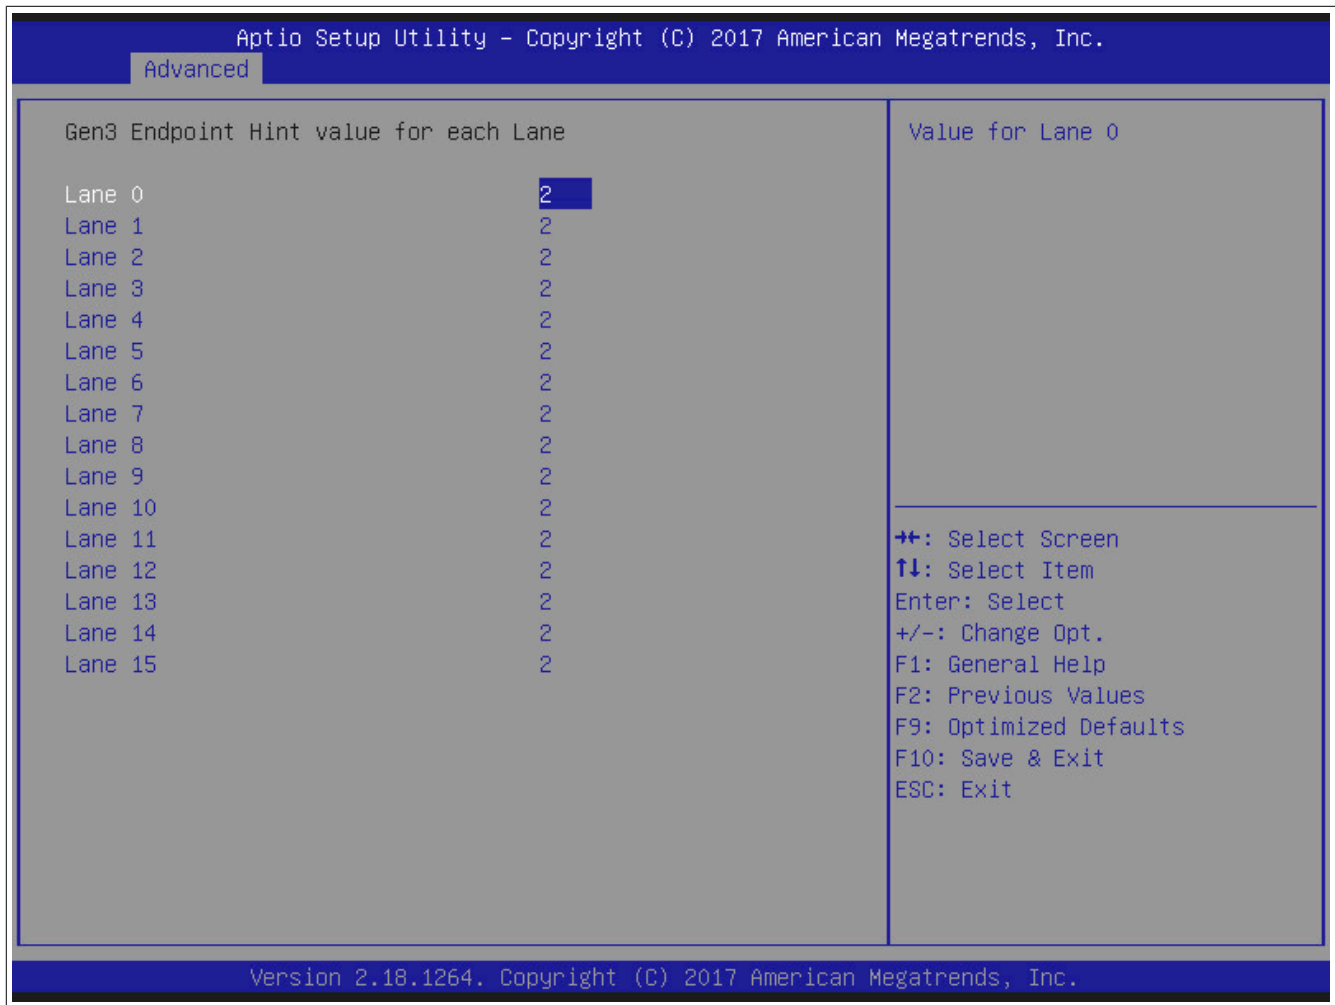 Aptio Setup Utility – Copyright (C) 2017 American Megatrends, Inc.
Advanced
Gen3 Endpoint Hint value for each Lane
Lane 0 2
Lane 1 2
Lane 2 2
Lane 3 2
Lane 4 2
Lane 5 2
Lane 6 2
Lane 7 2
Lane 8 2
Lane 9 2
Lane 10 2
Lane 11 2
Lane 12 2
Lane 13 2
Lane 14 2
Lane 15 2
Value for Lane 0
→←: Select Screen
↑↓: Select Item
Enter: Select
+/-: Change Opt.
F1: General Help
F2: Previous Values
F9: Optimized Defaults
F10: Save & Exit
ESC: Exit
Version 2.18.1264. Copyright (C) 2017 American Megatrends, Inc.